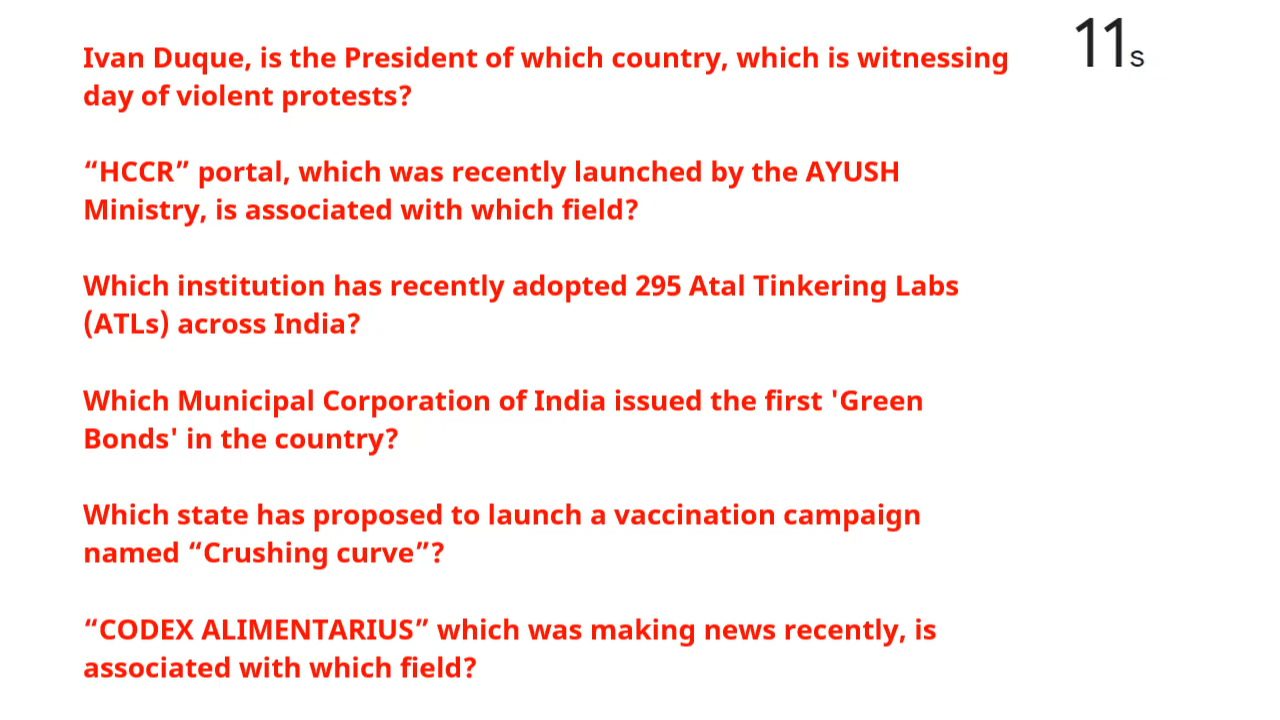 Ivan Duque, is the President of which country, which is witnessing
day of violent protests?
11s
“HCCR” portal, which was recently launched by the AYUSH
Ministry, is associated with which field?
Which institution has recently adopted 295 Atal Tinkering Labs
(ATLs) across India?
Which Municipal Corporation of India issued the first 'Green
Bonds' in the country?
Which state has proposed to launch a vaccination campaign
named “Crushing curve”?
“CODEX ALIMENTARIUS” which was making news recently, is
associated with which field?